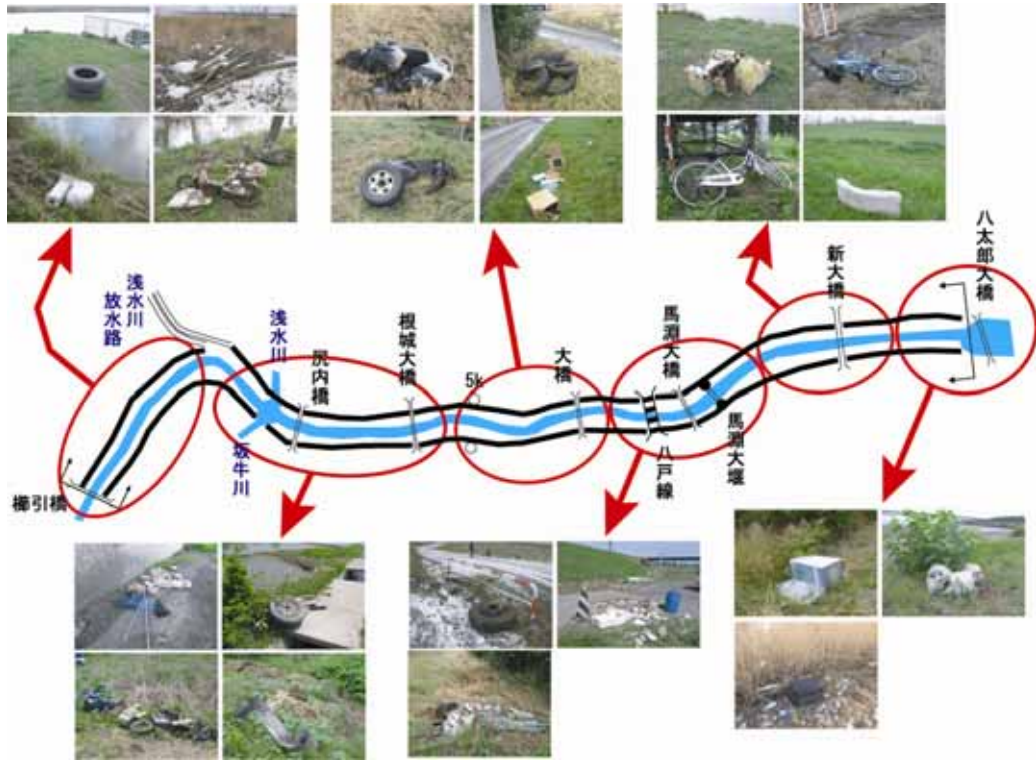 浅水川
放水路
浅水川
尻内橋
根城大橋
5k
大橋
馬淵大橋
新大橋
八太郎大橋
櫛引橋
坂牛川
八戸線
馬淵大堰